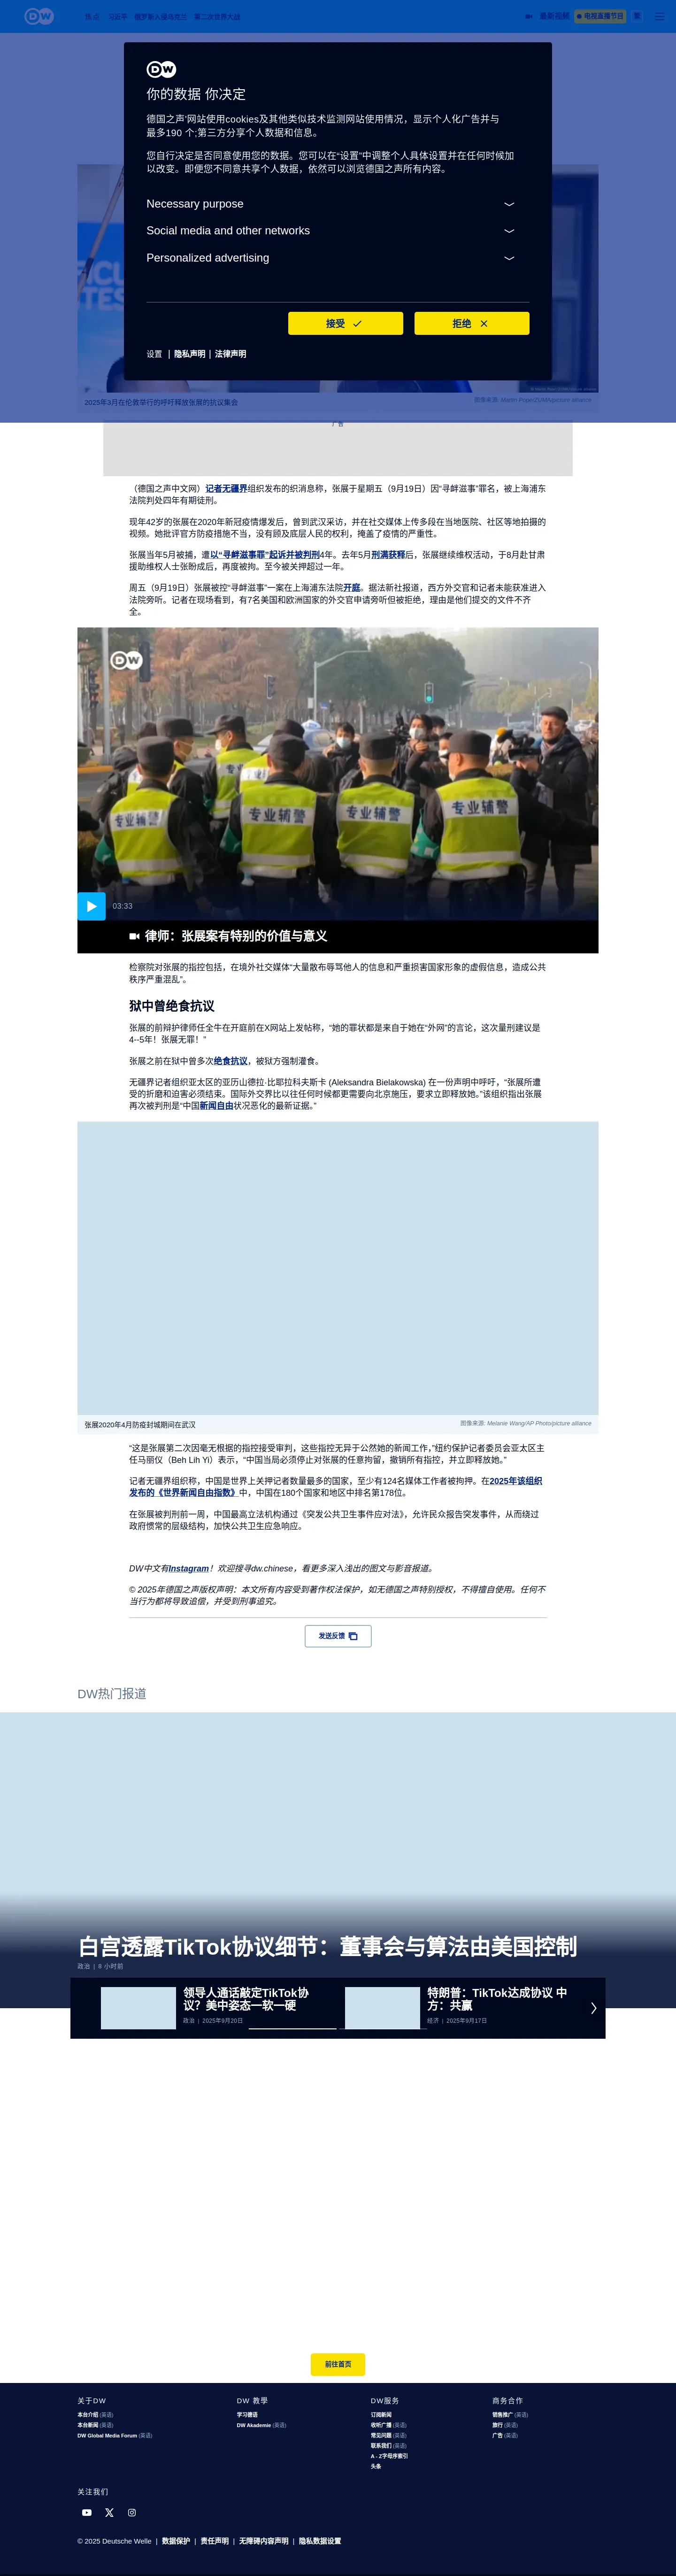 DW
焦点 习近平 俄罗斯入侵乌克兰 第二次世界大战
最新视频 电视直播节目 繁
DW
你的数据 你决定
德国之声'网站使用cookies及其他类似技术监测网站使用情况，显示个人化广告并与
最多190 个;第三方分享个人数据和信息。
您自行决定是否同意使用您的数据。您可以在“设置”中调整个人具体设置并在任何时候加
以改变。即便您不同意共享个人数据，依然可以浏览德国之声所有内容。
Necessary purpose
Social media and other networks
Personalized advertising
接受
拒绝
设置 | 隐私声明 | 法律声明
2025年3月在伦敦举行的呼吁释放张展的抗议集会
图像来源: Martin Pope/ZUMA/picture alliance
广告
（德国之声中文网）记者无疆界组织发布的织消息称，张展于星期五（9月19日）因“寻衅滋事”罪名，被上海浦东
法院判处四年有期徒刑。
现年42岁的张展在2020年新冠疫情爆发后，曾到武汉采访，并在社交媒体上传多段在当地医院、社区等地拍摄的
视频。她批评官方防疫措施不当，没有顾及底层人民的权利，掩盖了疫情的严重性。
张展当年5月被捕，遭以“寻衅滋事罪”起诉并被判刑4年。去年5月刑满获释后，张展继续维权活动，于8月赴甘肃
援助维权人士张盼成后，再度被拘。至今被关押超过一年。
周五（9月19日）张展被控“寻衅滋事”一案在上海浦东法院开庭。据法新社报道，西方外交官和记者未能获准进入
法院旁听。记者在现场看到，有7名美国和欧洲国家的外交官申请旁听但被拒绝，理由是他们提交的文件不齐
全。
DW
专业辅警
专业辅警
专业辅警
03:33
律师：张展案有特别的价值与意义
检察院对张展的指控包括，在境外社交媒体“大量散布辱骂他人的信息和严重损害国家形象的虚假信息，造成公共
秩序严重混乱”。
狱中曾绝食抗议
张展的前辩护律师任全牛在开庭前在X网站上发帖称，“她的罪状都是来自于她在“外网”的言论，这次量刑建议是
4--5年！张展无罪！”
张展之前在狱中曾多次绝食抗议，被狱方强制灌食。
无疆界记者组织亚太区的亚历山德拉·比耶拉科夫斯卡 (Aleksandra Bielakowska) 在一份声明中呼吁，“张展所遭
受的折磨和迫害必须结束。国际外交界比以往任何时候都更需要向北京施压，要求立即释放她。”该组织指出张展
再次被判刑是“中国新闻自由状况恶化的最新证据。”
张展2020年4月防疫封城期间在武汉
图像来源: Melanie Wang/AP Photo/picture alliance
“这是张展第二次因毫无根据的指控接受审判，这些指控无异于公然她的新闻工作，”纽约保护记者委员会亚太区主
任马丽仪（Beh Lih Yi）表示，“中国当局必须停止对张展的任意拘留，撤销所有指控，并立即释放她。”
记者无疆界组织称，中国是世界上关押记者数量最多的国家，至少有124名媒体工作者被拘押。在2025年该组织
发布的《世界新闻自由指数》中，中国在180个国家和地区中排名第178位。
在张展被判刑前一周，中国最高立法机构通过《突发公共卫生事件应对法》，允许民众报告突发事件，从而绕过
政府惯常的层级结构，加快公共卫生应急响应。
DW中文有Instagram！欢迎搜寻dw.chinese，看更多深入浅出的图文与影音报道。
© 2025年德国之声版权声明：本文所有内容受到著作权法保护，如无德国之声特别授权，不得擅自使用。任何不
当行为都将导致追偿，并受到刑事追究。
发送反馈
DW热门报道
白宫透露TikTok协议细节：董事会与算法由美国控制
政治 | 8 小时前
领导人通话敲定TikTok协
议？美中姿态一软一硬
政治 | 2025年9月20日
特朗普：TikTok达成协议 中
方：共赢
经济 | 2025年9月17日
前往首页
关于DW
本台介绍 (英语)
本台新闻 (英语)
DW Global Media Forum (英语)
DW 教學
学习德语
DW Akademie (英语)
DW服务
订阅新闻
收听广播 (英语)
常见问题 (英语)
联系我们 (英语)
A - Z字母序索引
头条
商务合作
销售推广 (英语)
旅行 (英语)
广告 (英语)
关注我们
© 2025 Deutsche Welle | 数据保护 | 责任声明 | 无障碍内容声明 | 隐私数据设置